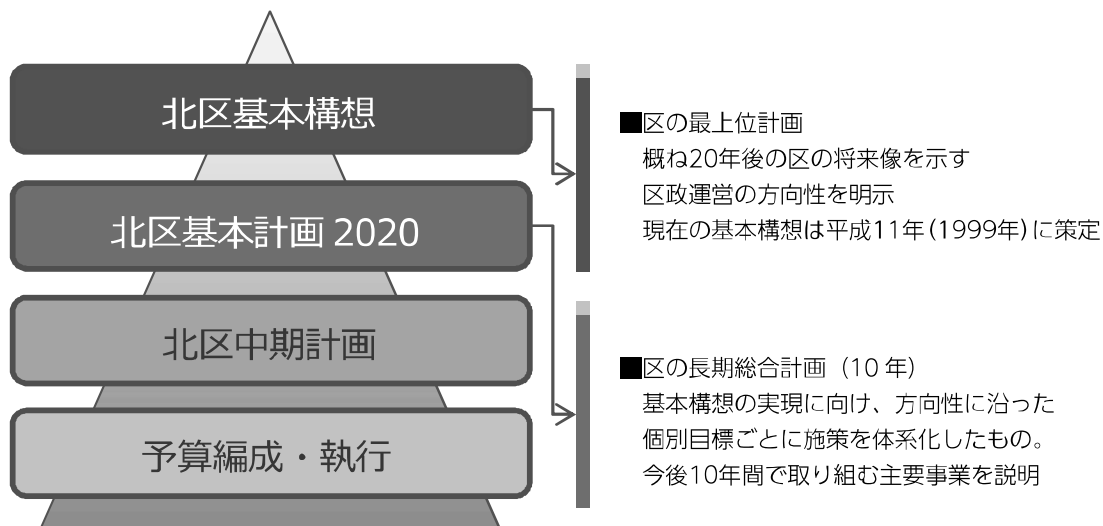 北区基本構想
北区基本計画 2020
北区中期計画
予算編成・執行
■区の最上位計画
概ね20年後の区の将来像を示す
区政運営の方向性を明示
現在の基本構想は平成11年(1999年)に策定
■区の長期総合計画（10 年）
基本構想の実現に向け、方向性に沿った
個別目標ごとに施策を体系化したもの。
今後10年間で取り組む主要事業を説明